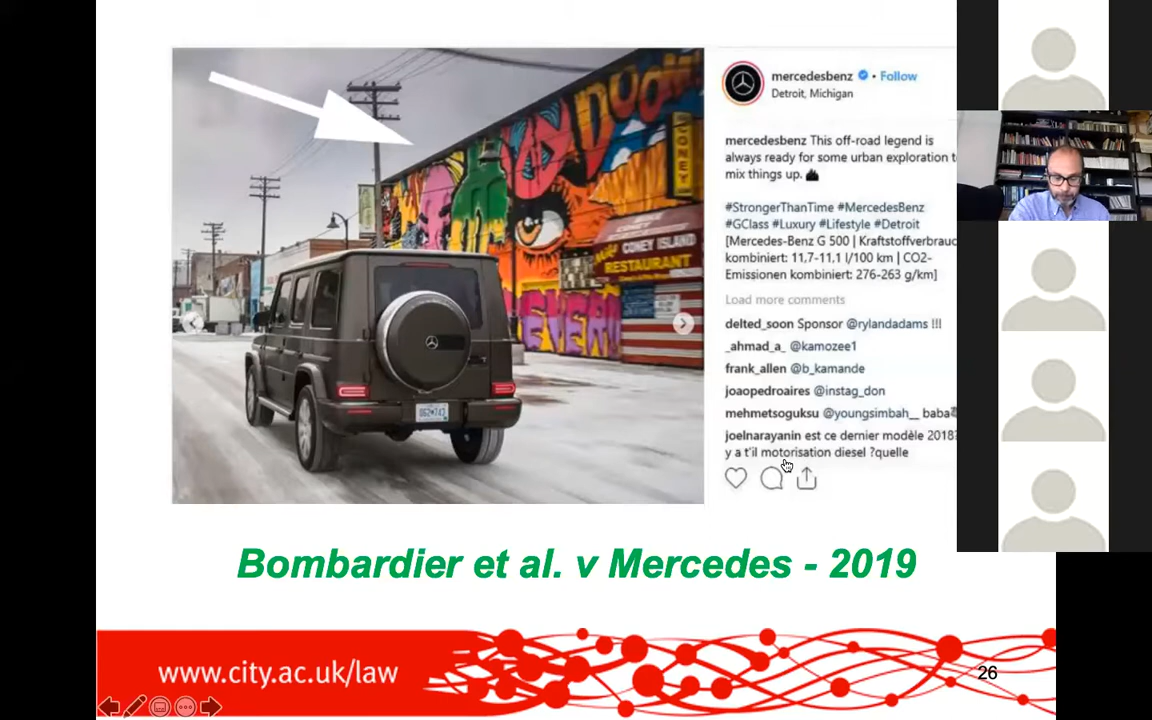 mercedesbenz • Follow
Detroit, Michigan
mercedesbenz This off-road legend is
always ready for some urban exploration
mix things up.
#StrongerThanTime #MercedesBenz
#GClass #Luxury #Lifestyle #Detroit
[Mercedes-Benz G 500 | Kraftstoffverbrauc
kombiniert: 11,7-11,1 l/100 km | CO2-
Emissionen kombiniert: 276-263 g/km]
Load more comments
delted_soon Sponsor @rylandadams !!!
_ahmad_a_ @kamozee1
frank_allen @b_kamande
joaopedroaires @instag_don
mehmetsoguksu @youngsimbah__ baba
joelnarayanin est ce dernier modèle 2018?
y a t'il motorisation diesel ?quelle
CONEY
CONEY ISLAND
RESTAURANT
EVERY
Bombardier et al. v Mercedes - 2019
www.city.ac.uk/law
26